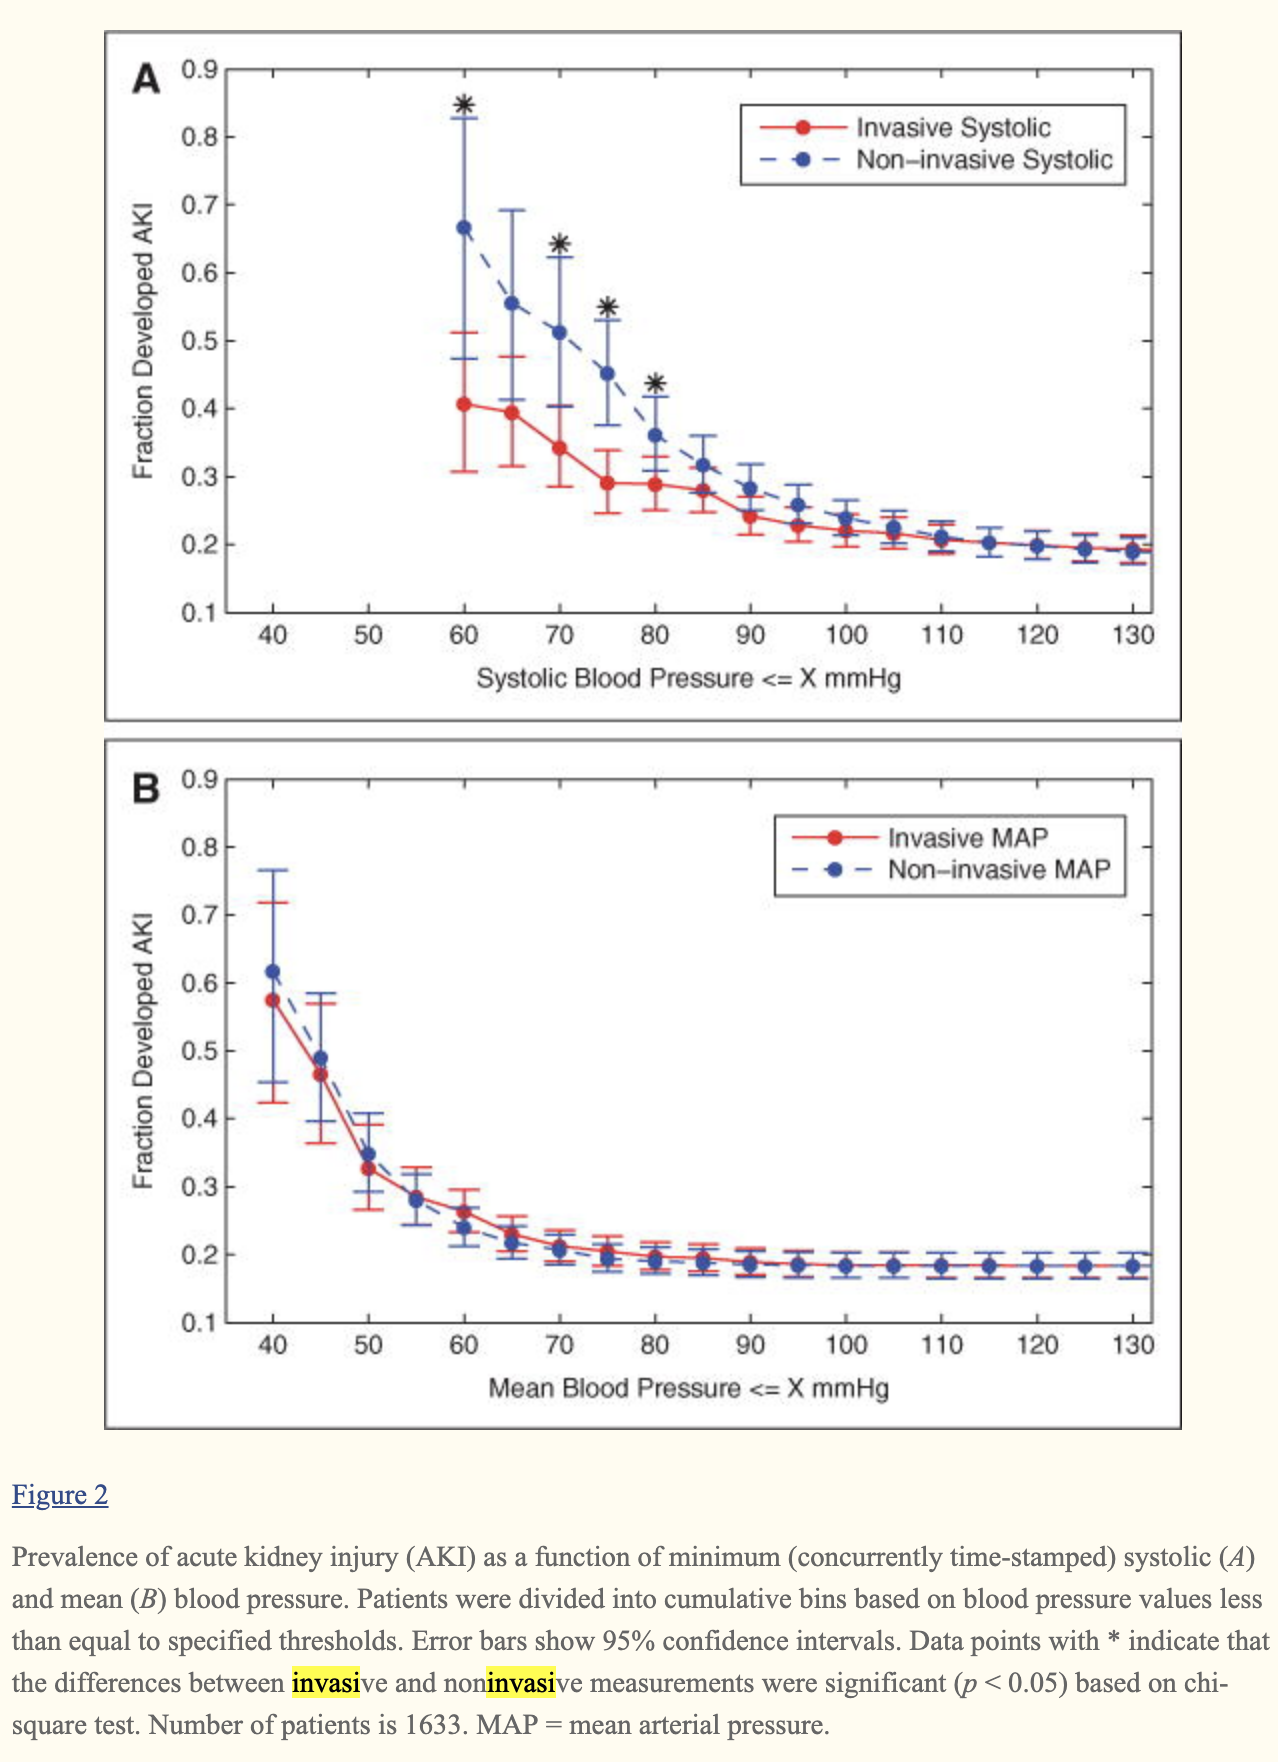 A
0.9
0.8
0.7
0.6
0.5
0.4
0.3
0.2
0.1
Fraction Developed AKI
* * * *
Invasive Systolic
Non-invasive Systolic
40 50 60 70 80 90 100 110 120 130
Systolic Blood Pressure <= X mmHg
B
0.9
0.8
0.7
0.6
0.5
0.4
0.3
0.2
0.1
Fraction Developed AKI
Invasive MAP
Non-invasive MAP
40 50 60 70 80 90 100 110 120 130
Mean Blood Pressure <= X mmHg
Figure 2
Prevalence of acute kidney injury (AKI) as a function of minimum (concurrently time-stamped) systolic (A)
and mean (B) blood pressure. Patients were divided into cumulative bins based on blood pressure values less
than equal to specified thresholds. Error bars show 95% confidence intervals. Data points with * indicate that
the differences between invasive and noninvasive measurements were significant (p < 0.05) based on chi-
square test. Number of patients is 1633. MAP = mean arterial pressure.